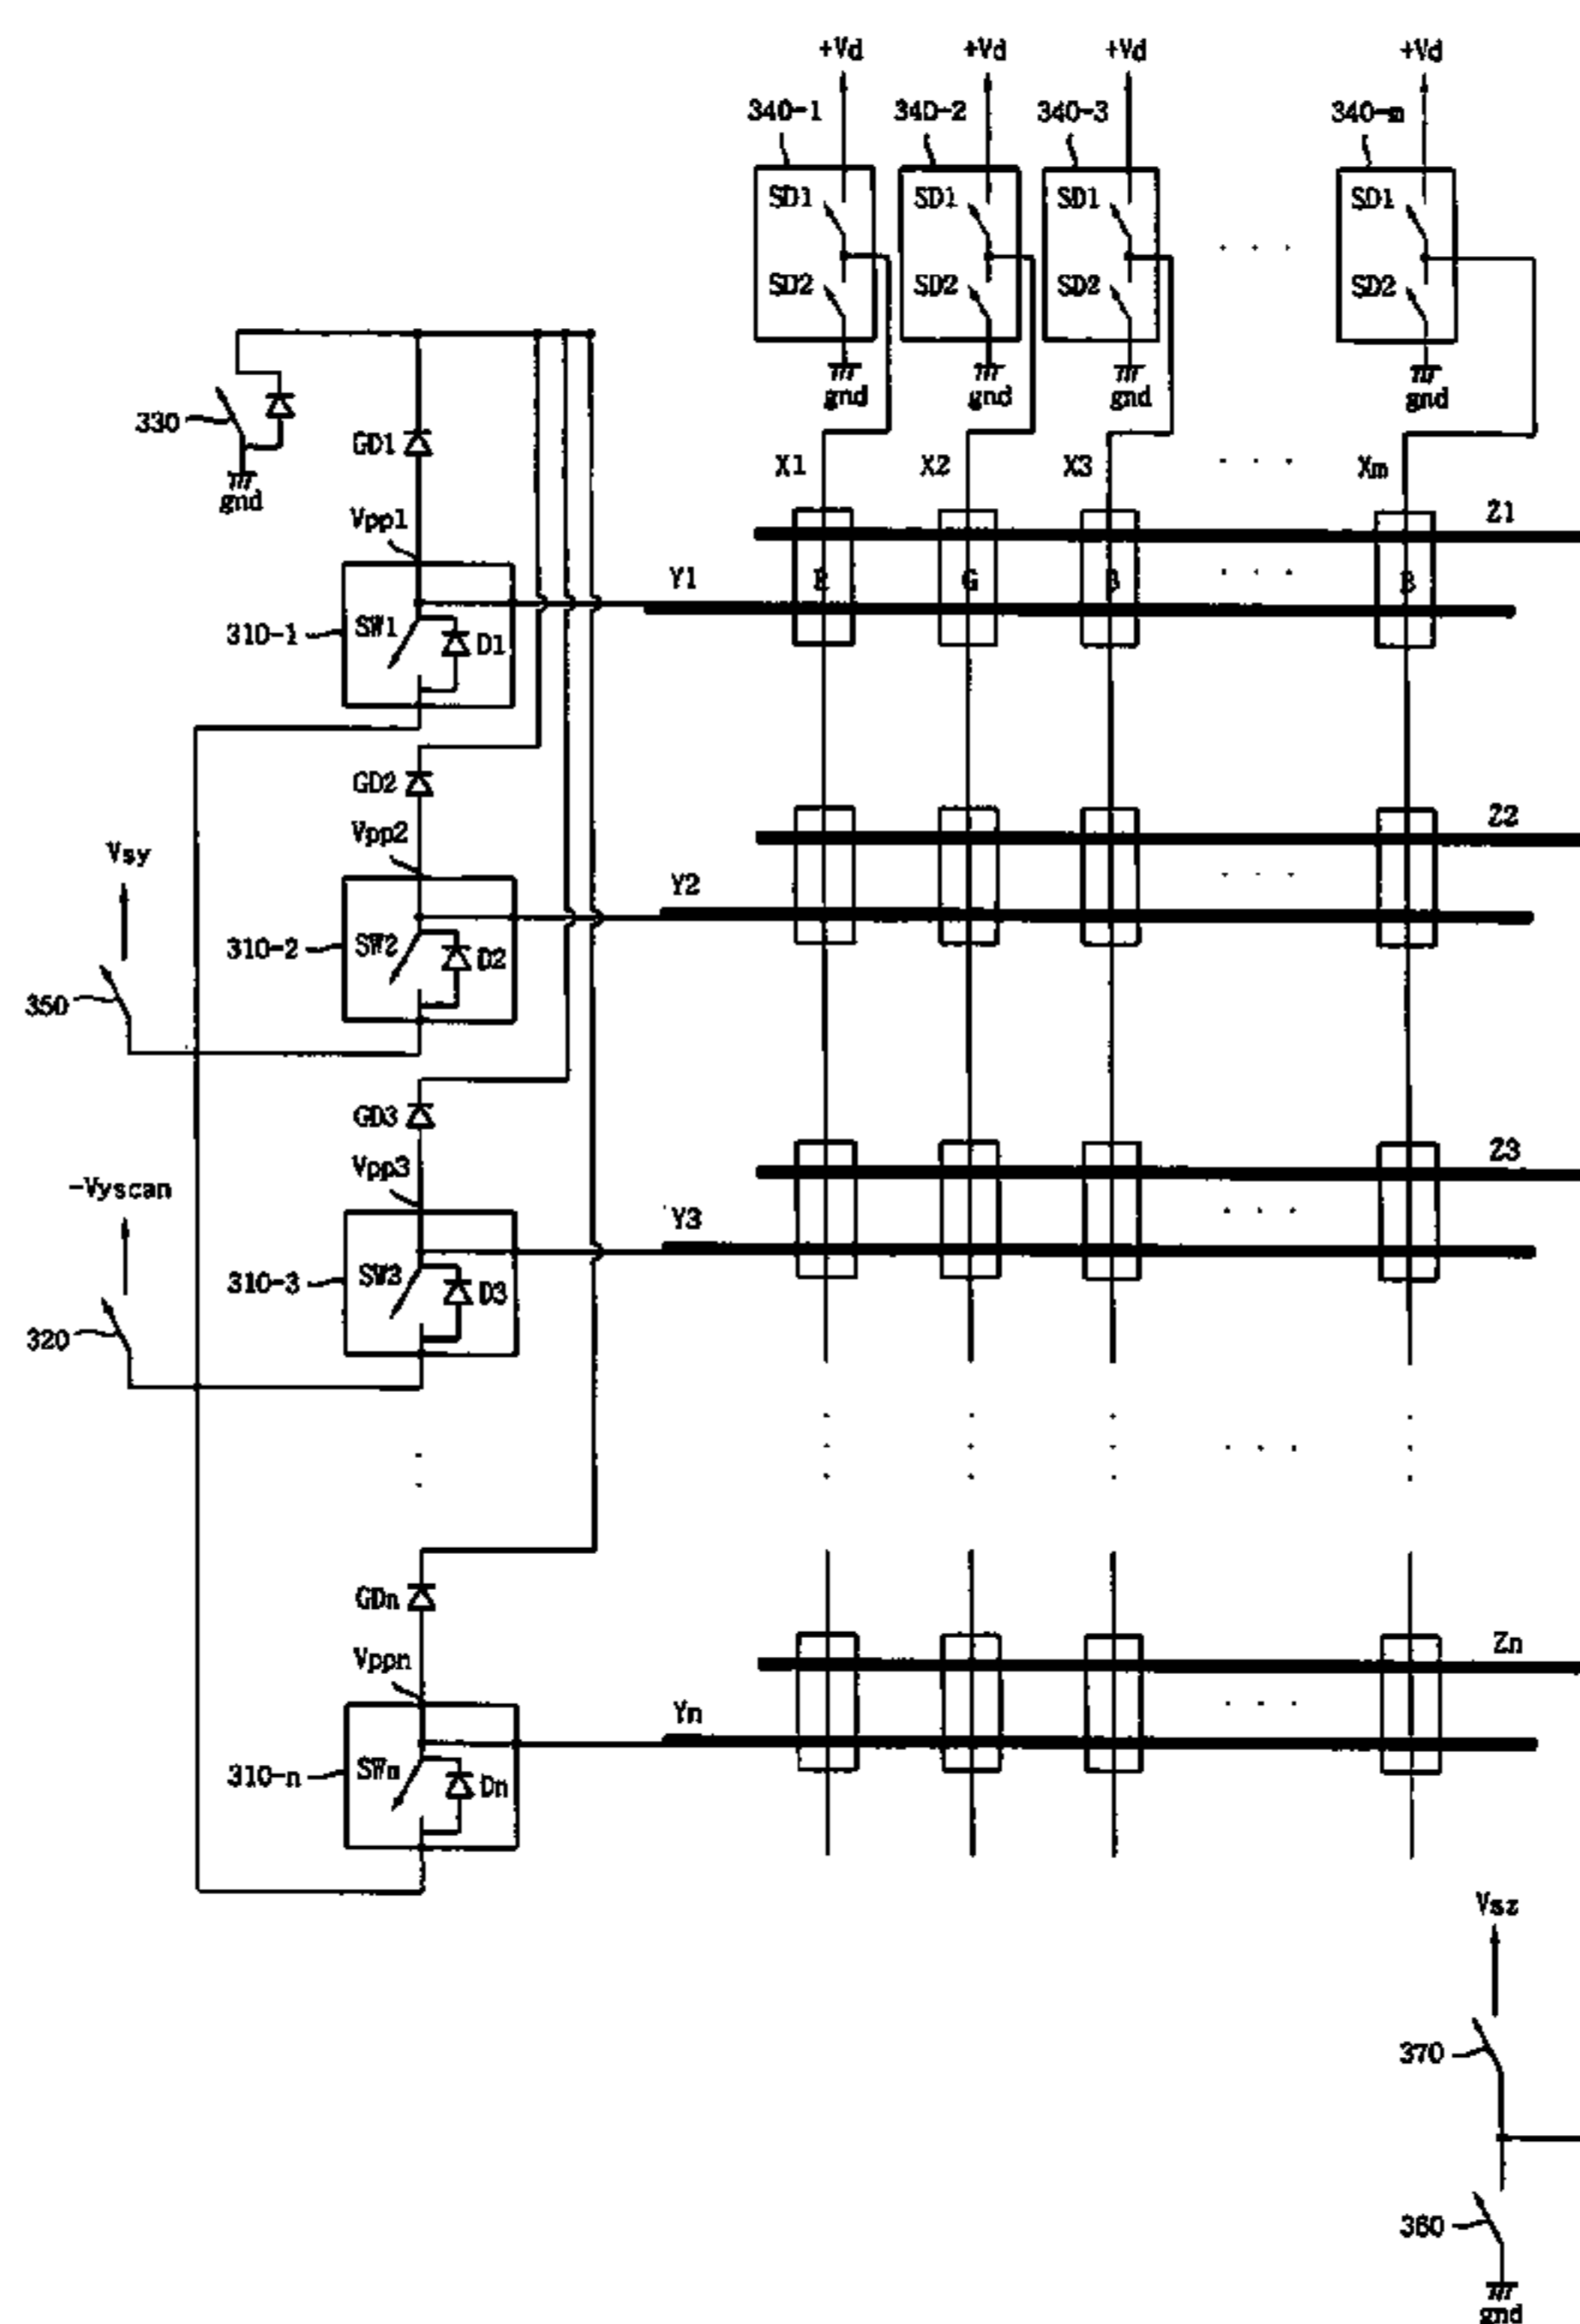 +Vd +Vd +Vd +Vd
340-1 340-2 340-3 340-m
SD1 SD1 SD1 SD1
SD2 SD2 SD2 SD2
gnd gnd gnd gnd
330
GD1
gnd
X1 X2 X3 Xm
Vpp1
Z1
Y1
G B B
310-1 SW1 D1
GD2
Vpp2
Z2
Vsy
Y2
310-2 SW2 D2
350
GD3
Vpp3
Z3
-Vyscan
Y3
310-3 SW3 D3
320
GDn
Vppn
Zn
Yn
310-n D​n
Vsz
370
360
gnd